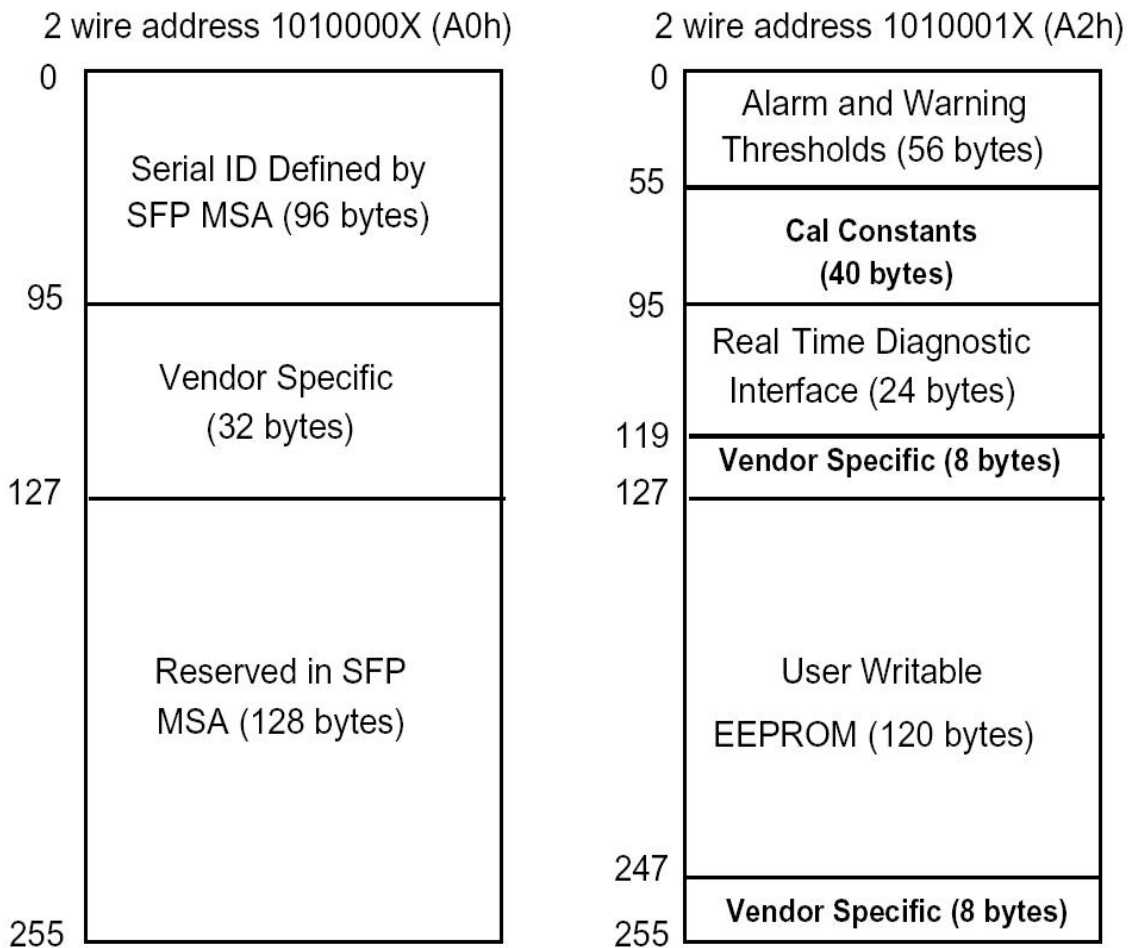 2 wire address 1010000X (A0h)
0
Serial ID Defined by
SFP MSA (96 bytes)
95
Vendor Specific
(32 bytes)
127
Reserved in SFP
MSA (128 bytes)
255
2 wire address 1010001X (A2h)
0
Alarm and Warning
Thresholds (56 bytes)
55
Cal Constants
(40 bytes)
95
Real Time Diagnostic
Interface (24 bytes)
119
Vendor Specific (8 bytes)
127
User Writable
EEPROM (120 bytes)
247
Vendor Specific (8 bytes)
255